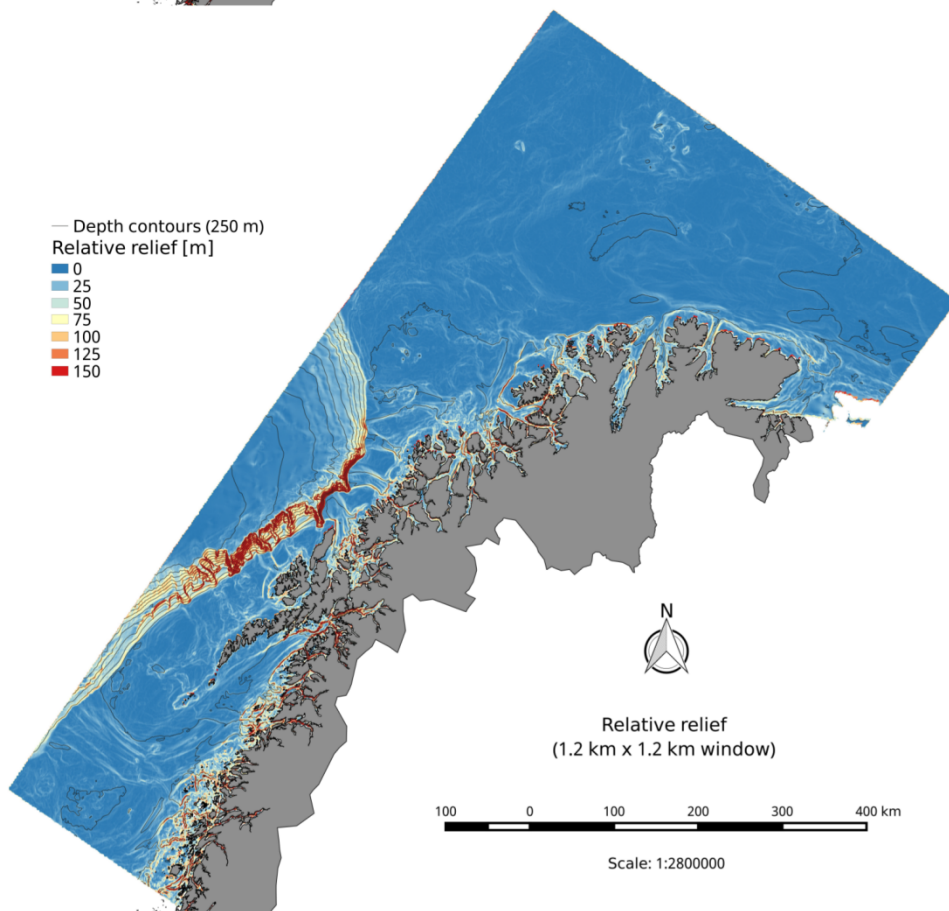 Depth contours (250 m)
Relative relief [m]
0
25
50
75
100
125
150
N
Relative relief
(1.2 km x 1.2 km window)
100 0 100 200 300 400 km
Scale: 1:2800000